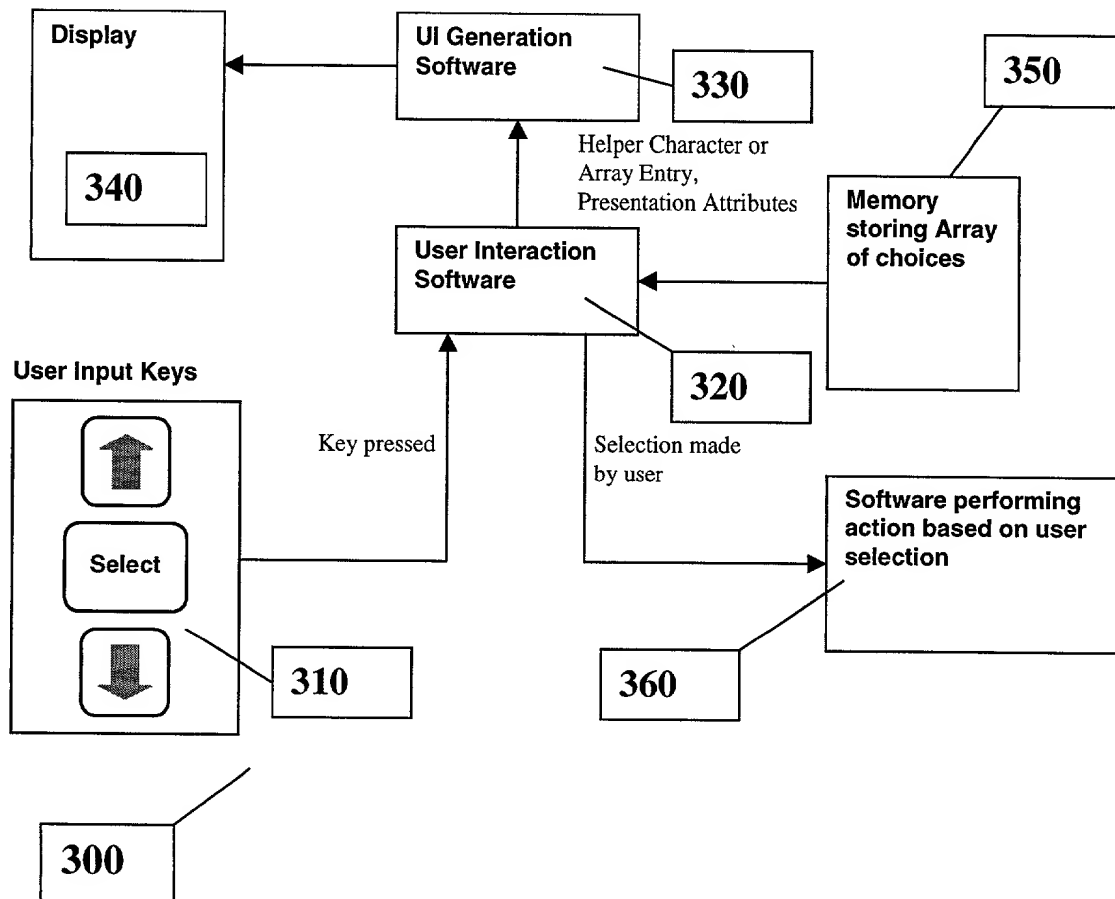 Display
340
UI Generation
Software
330
350
Helper Character or
Array Entry,
Presentation Attributes
Memory
storing Array
of choices
User Interaction
Software
320
User Input Keys
Key pressed
Selection made
by user
Select
310
Software performing
action based on user
selection
360
300